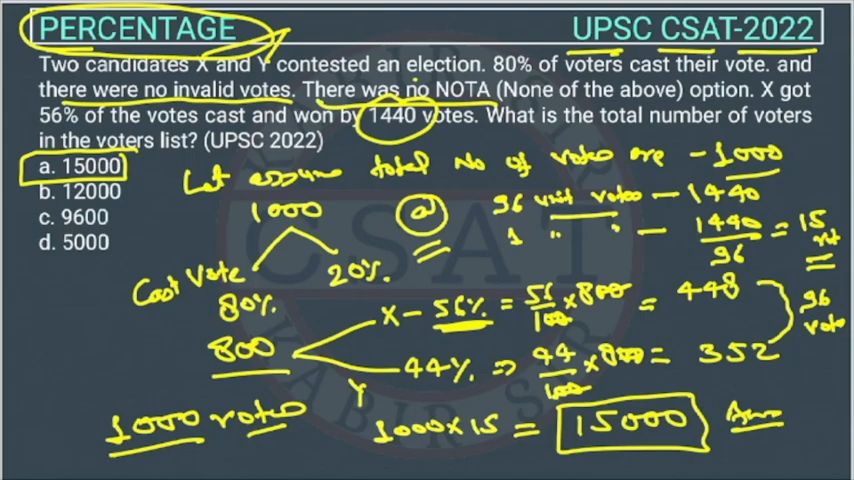 PERCENTAGE
UPSC CSAT-2022
Two candidates X and Y contested an election. 80% of voters cast their vote. and
there were no invalid votes. There was no NOTA (None of the above) option. X got
56% of the votes cast and won by 1440 votes. What is the total number of voters
in the voters list? (UPSC 2022)
a. 15000
b. 12000
c. 9600
d. 5000
Let assume total No of votes are - 1000
1000
a
96 unit votes - 1440
1 " " - 1440/96 = 15
Cast Vote 80%
20%.
800
X - 56% = 56/100 x 800 = 448
96 vote
Y 44% => 44/100 x 800 = 352
1000 votes
1000 x 15 = 15000 Ans
CSAT
KABIR SIR